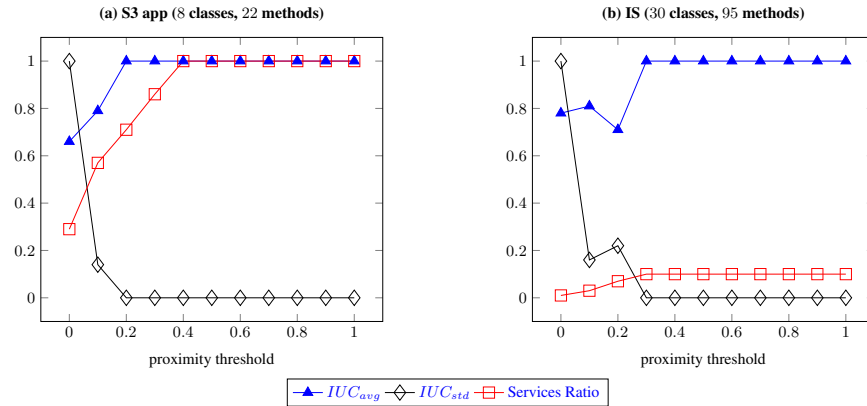 (a) S3 app (8 classes, 22 methods)
1
0.8
0.6
0.4
0.2
0
0 0.2 0.4 0.6 0.8 1
proximity threshold
(b) IS (30 classes, 95 methods)
1
0.8
0.6
0.4
0.2
0
0 0.2 0.4 0.6 0.8 1
proximity threshold
IUC_avg IUC_std Services Ratio